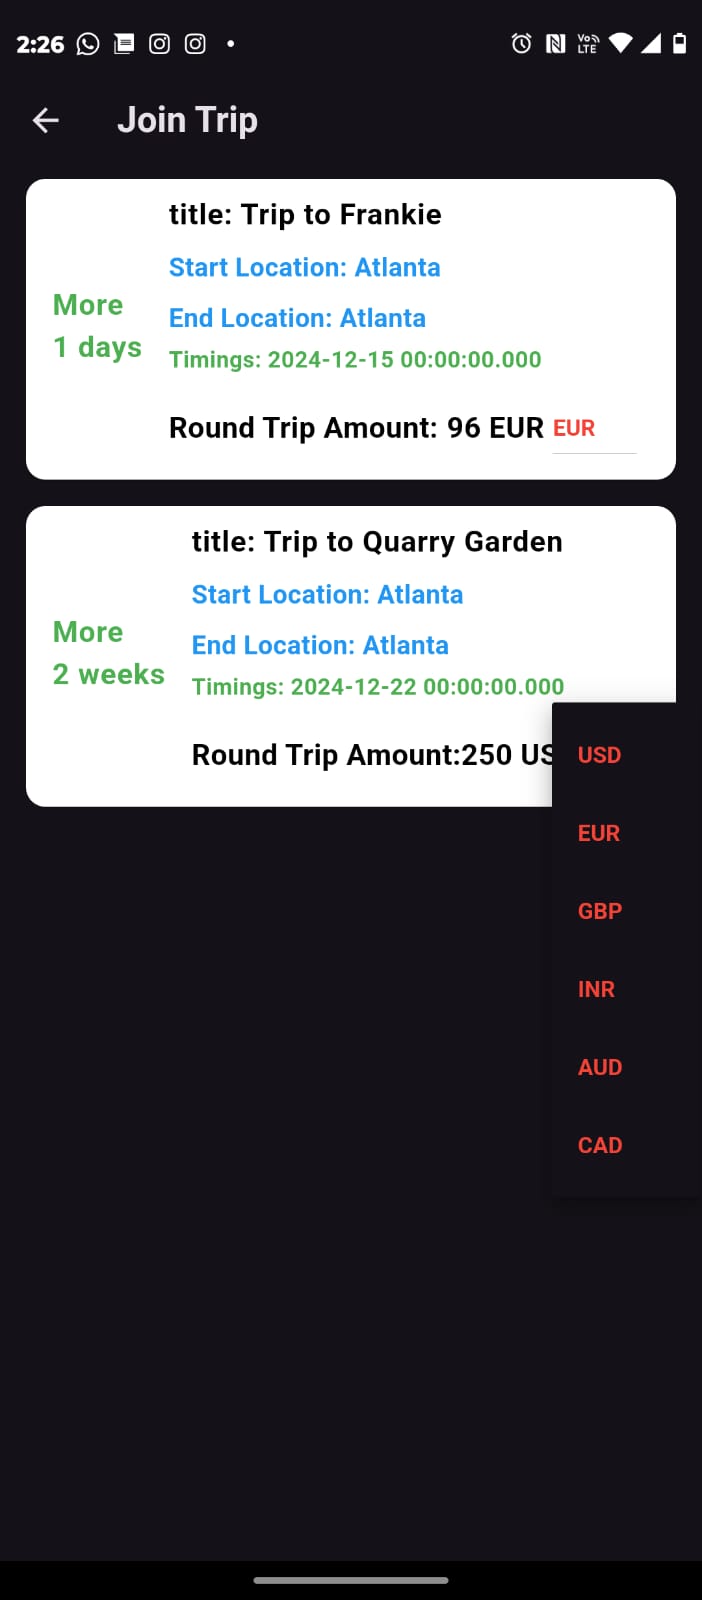 2:26
VoLTE
Join Trip
title: Trip to Frankie
Start Location: Atlanta
More
1 days
End Location: Atlanta
Timings: 2024-12-15 00:00:00.000
Round Trip Amount: 96 EUR EUR
title: Trip to Quarry Garden
Start Location: Atlanta
More
2 weeks
End Location: Atlanta
Timings: 2024-12-22 00:00:00.000
Round Trip Amount:250 US
USD
EUR
GBP
INR
AUD
CAD